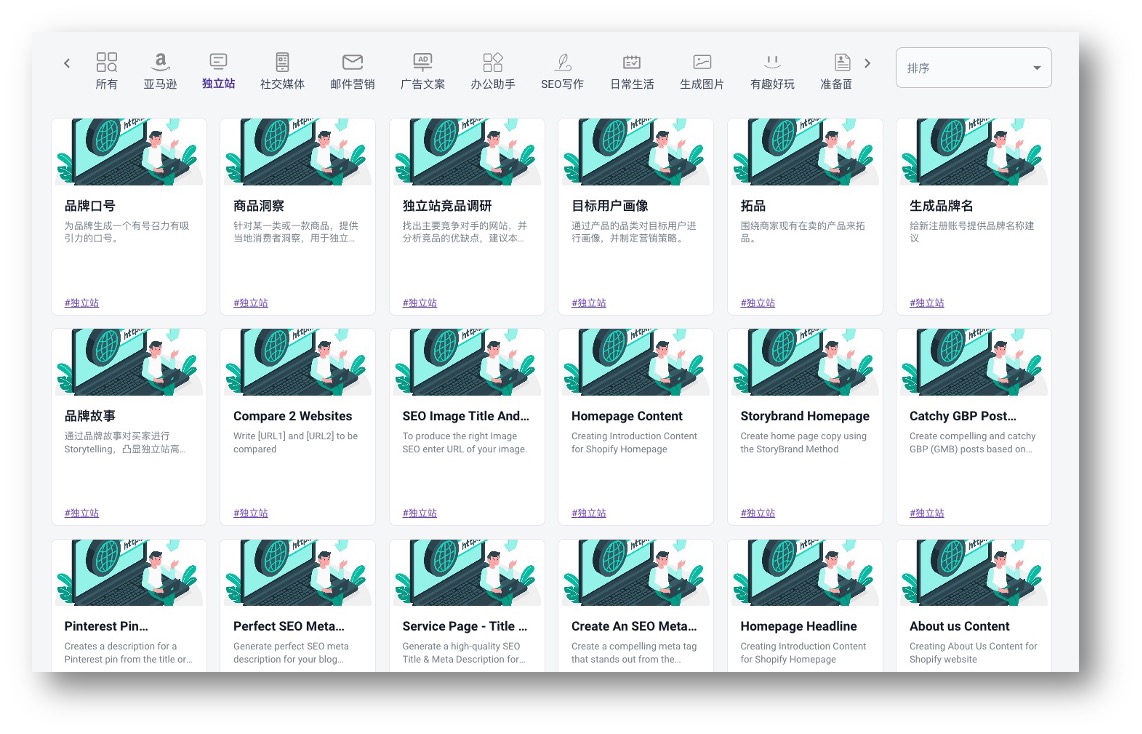 所有 亚马逊 独立站 社交媒体 邮件营销 广告文案 办公助手 SEO写作 日常生活 生成图片 有趣好玩 准备面 排序
品牌口号
为品牌生成一个有号召力有吸
引力的口号。
#独立站
商品洞察
针对某一类或一款商品，提供
当地消费者洞察，用于独立...
#独立站
独立站竞品调研
找出主要竞争对手的网站，并
分析竞品的优缺点，建议本...
#独立站
目标用户画像
通过产品的品类对目标用户进
行画像，并制定营销策略。
#独立站
拓品
围绕商家现有在卖的产品来拓
品。
#独立站
生成品牌名
给新注册账号提供品牌名称建
议
#独立站
品牌故事
通过品牌故事对买家进行
Storytelling，凸显独立站高...
#独立站
Compare 2 Websites
Write [URL1] and [URL2] to be
compared
#独立站
SEO Image Title And...
To produce the right Image
SEO enter URL of your image.
#独立站
Homepage Content
Creating Introduction Content
for Shopify Homepage
#独立站
Storybrand Homepage
Create home page copy using
the StoryBrand Method
#独立站
Catchy GBP Post...
Create compelling and catchy
GBP (GMB) posts based on...
#独立站
Pinterest Pin...
Creates a description for a
Pinterest pin from the title or...
Perfect SEO Meta...
Generate perfect SEO meta
description for your blog...
Service Page - Title ...
Generate a high-quality SEO
Title & Meta Description for...
Create An SEO Meta...
Create a compelling meta tag
that stands out from the...
Homepage Headline
Creating Introduction Content
for Shopify Homepage
About us Content
Creating About Us Content for
Shopify website